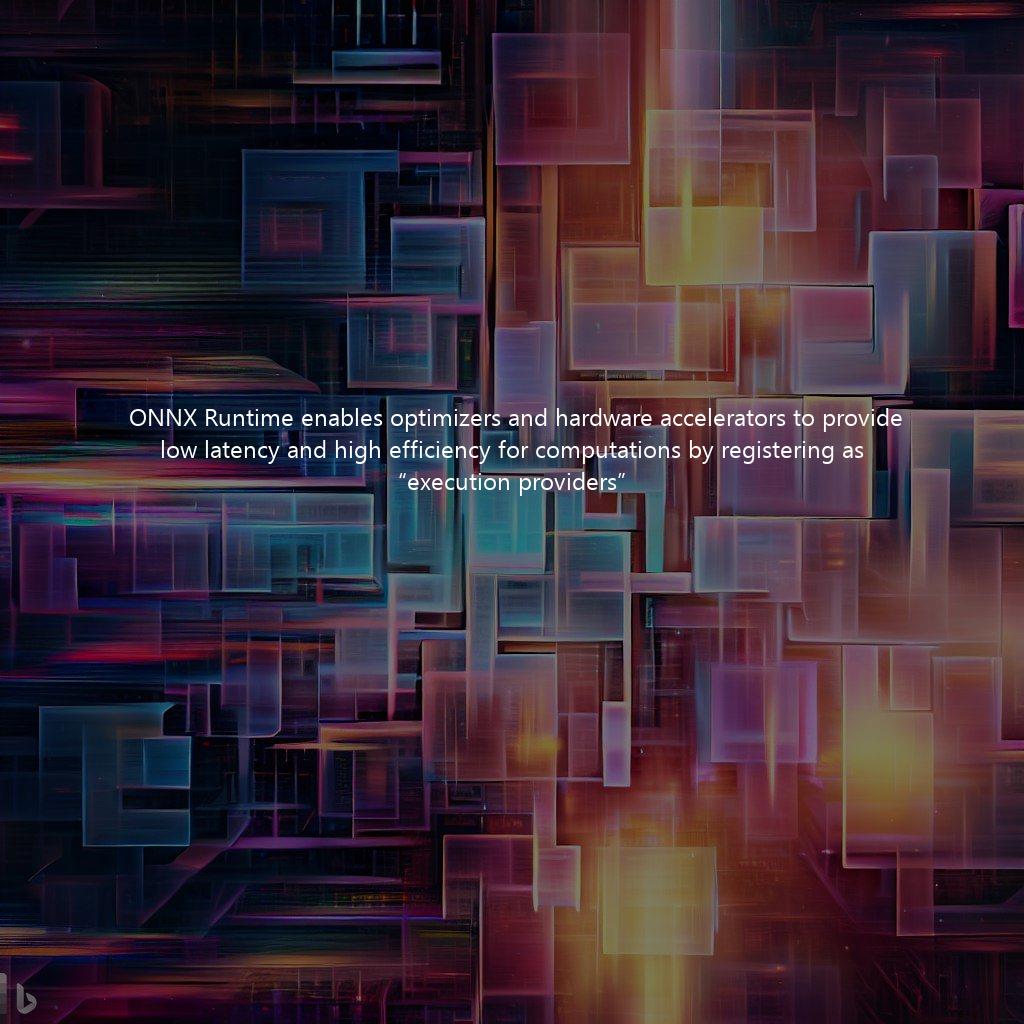 ONNX Runtime enables optimizers and hardware accelerators to provide
low latency and high efficiency for computations by registering as
“execution providers”